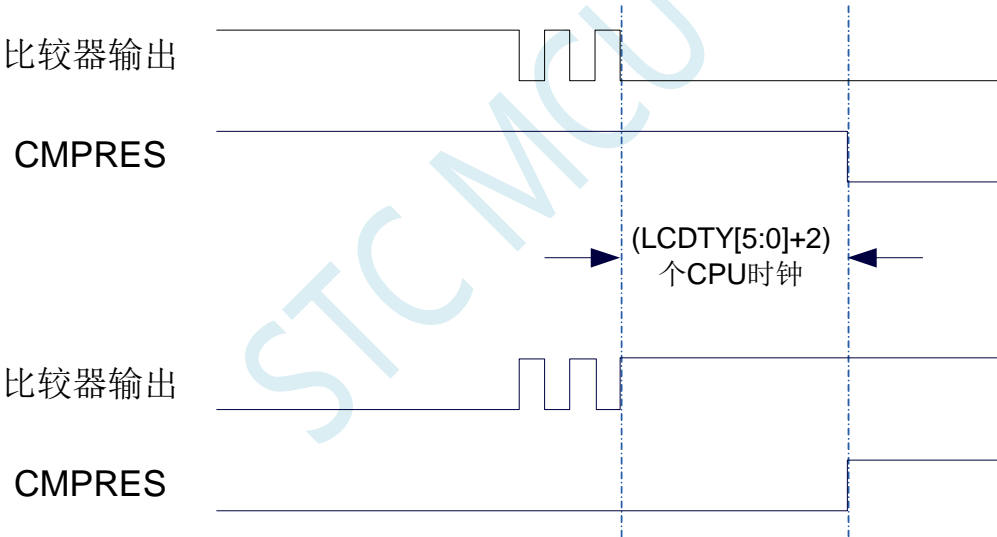 比较器输出
CMPRES
(LCDTY[5:0]+2)
个CPU时钟
比较器输出
CMPRES
STC MCU